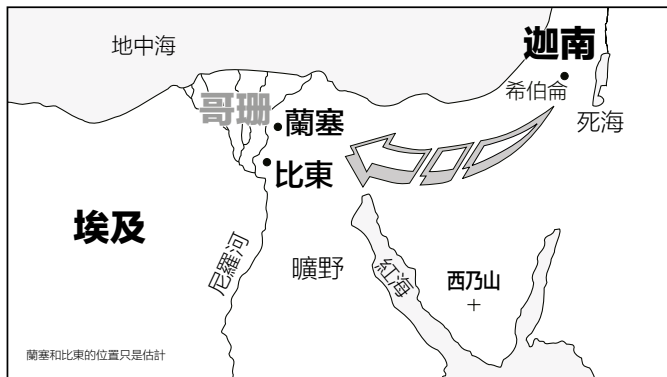 地中海
迦南
希伯侖
死海
哥珊
蘭塞
比東
埃及
尼羅河
曠野
紅海
西乃山
蘭塞和比東的位置只是估計